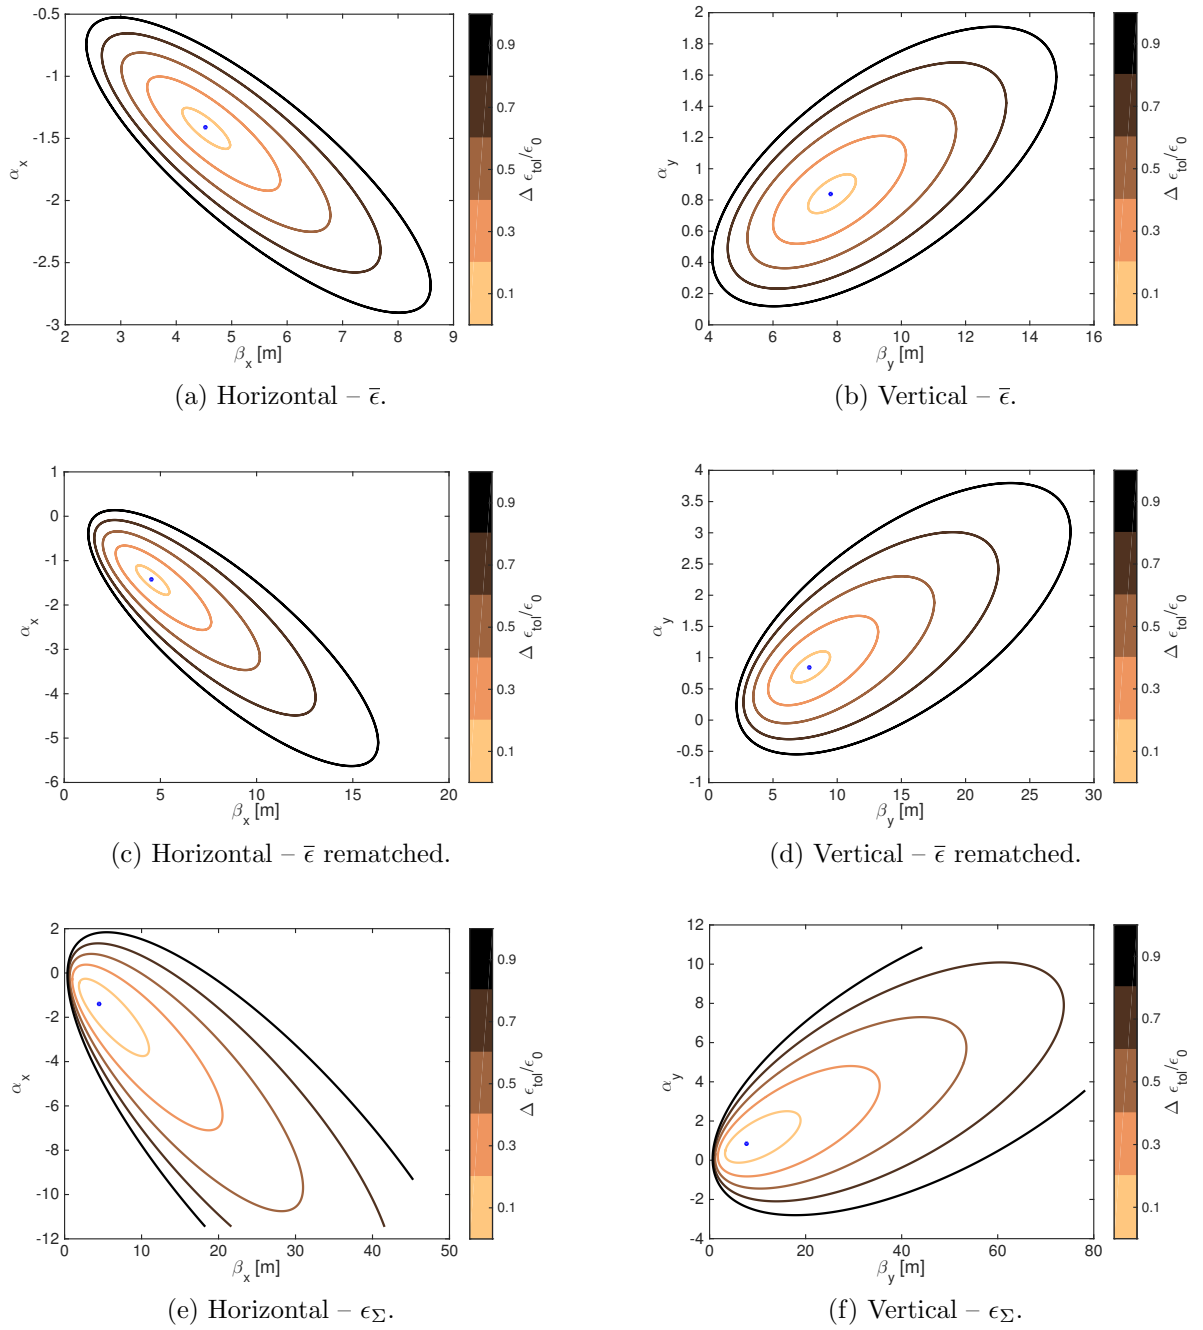 -0.5
-1
-1.5
-2
-2.5
-3
α_x
2 3 4 5 6 7 8 9
β_x [m]
0.9
0.7
0.5
0.3
0.1
Δ ϵ_tol/ϵ_0
(a) Horizontal – ϵ̅.
2
1.8
1.6
1.4
1.2
1
0.8
0.6
0.4
0.2
0
α_y
4 6 8 10 12 14 16
β_y [m]
0.9
0.7
0.5
0.3
0.1
Δ ϵ_tol/ϵ_0
(b) Vertical – ϵ̅.
1
0
-1
-2
-3
-4
-5
-6
α_x
0 5 10 15 20
β_x [m]
0.9
0.7
0.5
0.3
0.1
Δ ϵ_tol/ϵ_0
(c) Horizontal – ϵ̅ rematched.
4
3.5
3
2.5
2
1.5
1
0.5
0
-0.5
-1
α_y
0 5 10 15 20 25 30
β_y [m]
0.9
0.7
0.5
0.3
0.1
Δ ϵ_tol/ϵ_0
(d) Vertical – ϵ̅ rematched.
2
0
-2
-4
-6
-8
-10
-12
α_x
0 10 20 30 40 50
β_x [m]
0.9
0.7
0.5
0.3
0.1
Δ ϵ_tol/ϵ_0
(e) Horizontal – ϵ_Σ.
12
10
8
6
4
2
0
-2
-4
α_y
0 20 40 60 80
β_y [m]
0.9
0.7
0.5
0.3
0.1
Δ ϵ_tol/ϵ_0
(f) Vertical – ϵ_Σ.